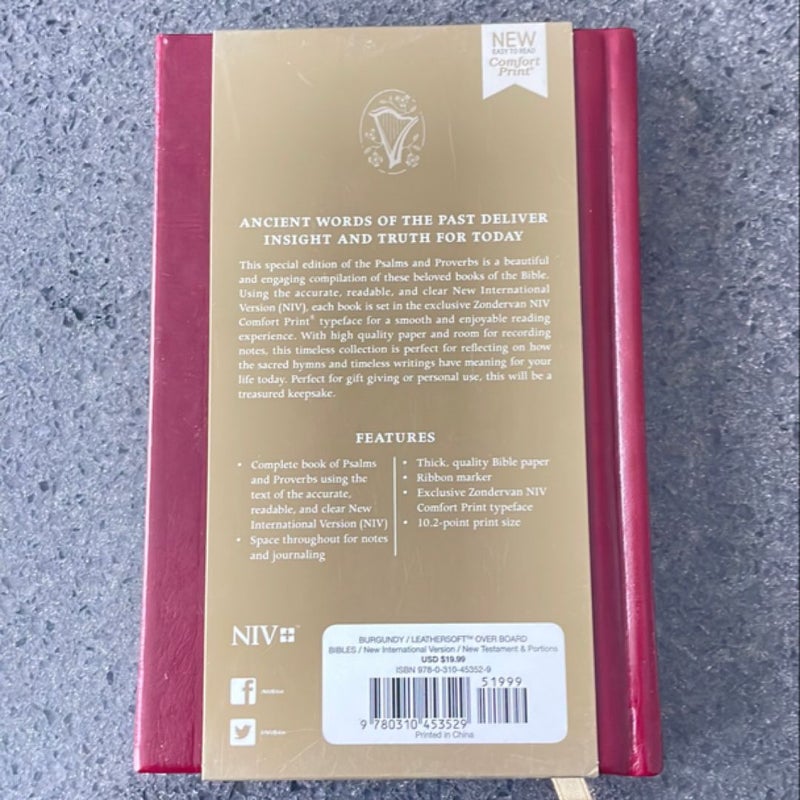 NEW
EASY TO READ
Comfort
Print®
ANCIENT WORDS OF THE PAST DELIVER
INSIGHT AND TRUTH FOR TODAY
This special edition of the Psalms and Proverbs is a beautiful
and engaging compilation of these beloved books of the Bible.
Using the accurate, readable, and clear New International
Version (NIV), each book is set in the exclusive Zondervan NIV
Comfort Print® typeface for a smooth and enjoyable reading
experience. With high quality paper and room for recording
notes, this timeless collection is perfect for reflecting on how
the sacred hymns and timeless writings have meaning for your
life today. Perfect for gift giving or personal use, this will be a
treasured keepsake.
FEATURES
• Complete book of Psalms
and Proverbs using the
text of the accurate,
readable, and clear New
International Version (NIV)
• Space throughout for notes
and journaling
• Thick, quality Bible paper
• Ribbon marker
• Exclusive Zondervan NIV
Comfort Print typeface
• 10.2-point print size
NIV
BURGUNDY / LEATHERSOFT™ OVER BOARD
BIBLES / New International Version / New Testament & Portions
USD $19.99
ISBN 978-0-310-45352-9
51999
9 780310 453529
Printed in China